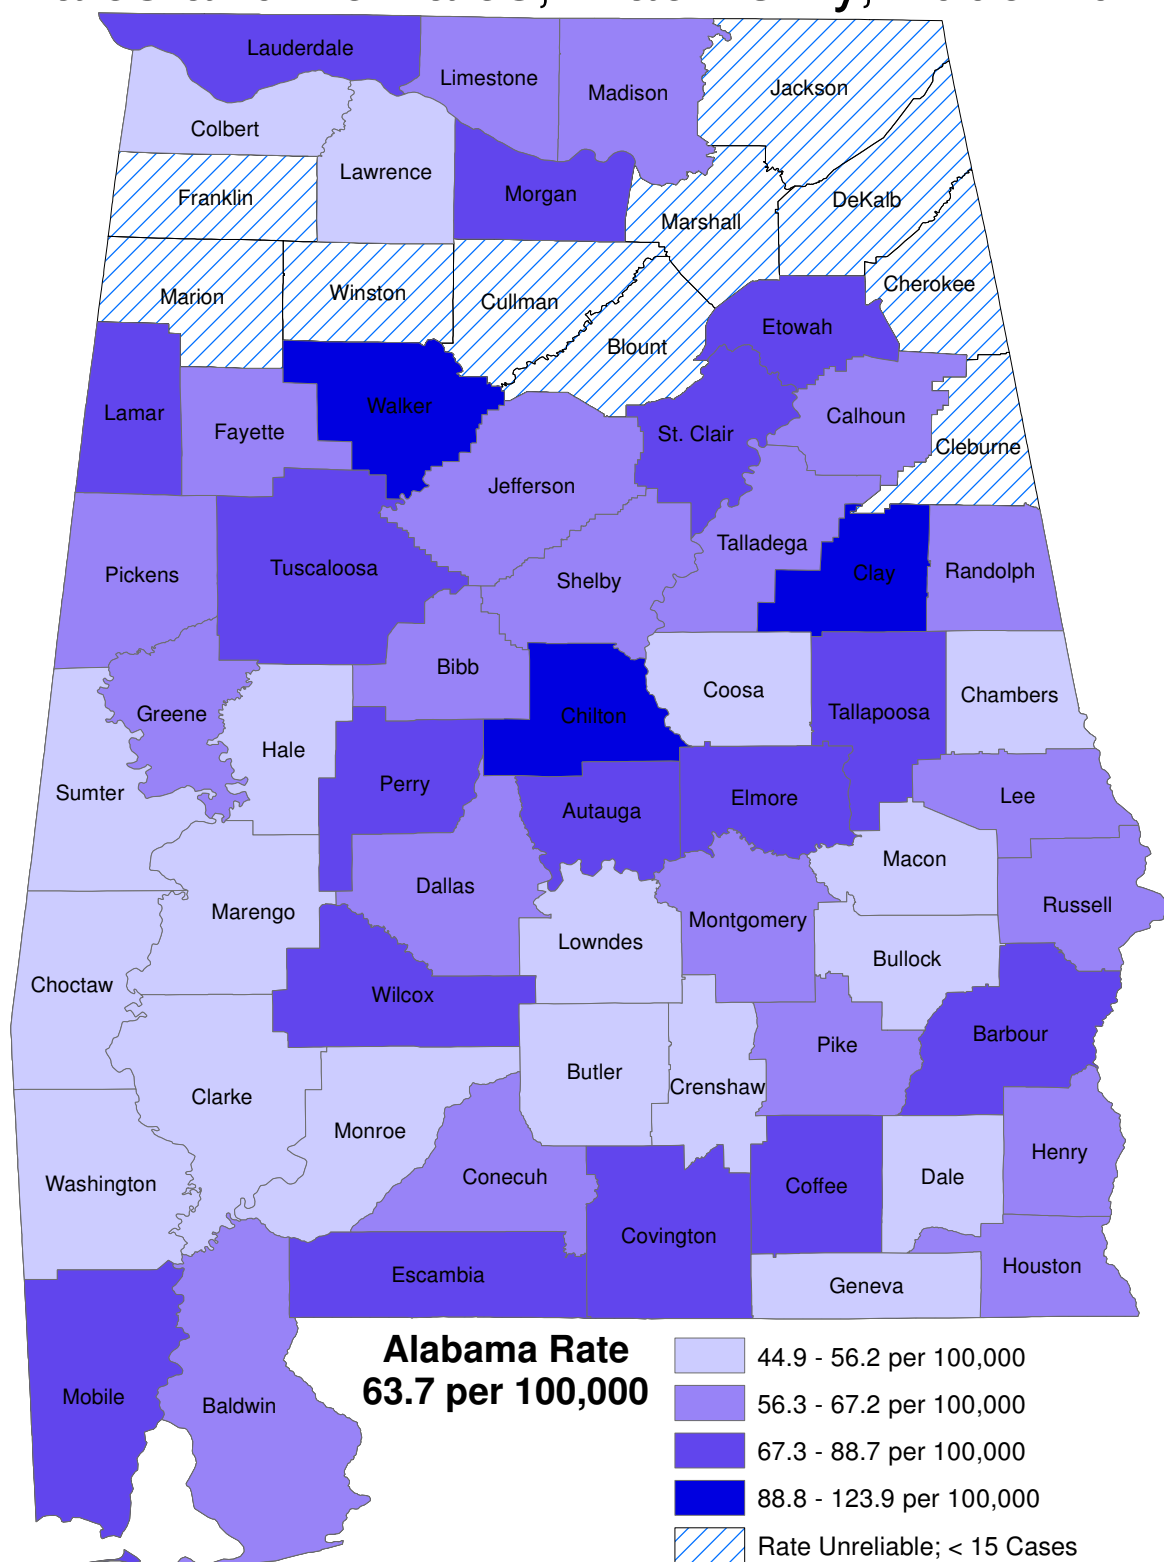 Lauderdale
Limestone
Madison
Jackson
Colbert
Lawrence
Franklin
Morgan
Marshall
DeKalb
Marion
Winston
Cullman
Cherokee
Blount
Etowah
Lamar
Fayette
Walker
St. Clair
Calhoun
Cleburne
Jefferson
Pickens
Tuscaloosa
Shelby
Talladega
Clay
Randolph
Bibb
Greene
Hale
Chilton
Coosa
Tallapoosa
Chambers
Sumter
Perry
Autauga
Elmore
Lee
Marengo
Dallas
Lowndes
Montgomery
Macon
Russell
Choctaw
Wilcox
Bullock
Barbour
Clarke
Monroe
Butler
Crenshaw
Pike
Washington
Conecuh
Covington
Coffee
Dale
Henry
Escambia
Geneva
Houston
Mobile
Baldwin
Alabama Rate
63.7 per 100,000
44.9 - 56.2 per 100,000
56.3 - 67.2 per 100,000
67.3 - 88.7 per 100,000
88.8 - 123.9 per 100,000
Rate Unreliable; < 15 Cases